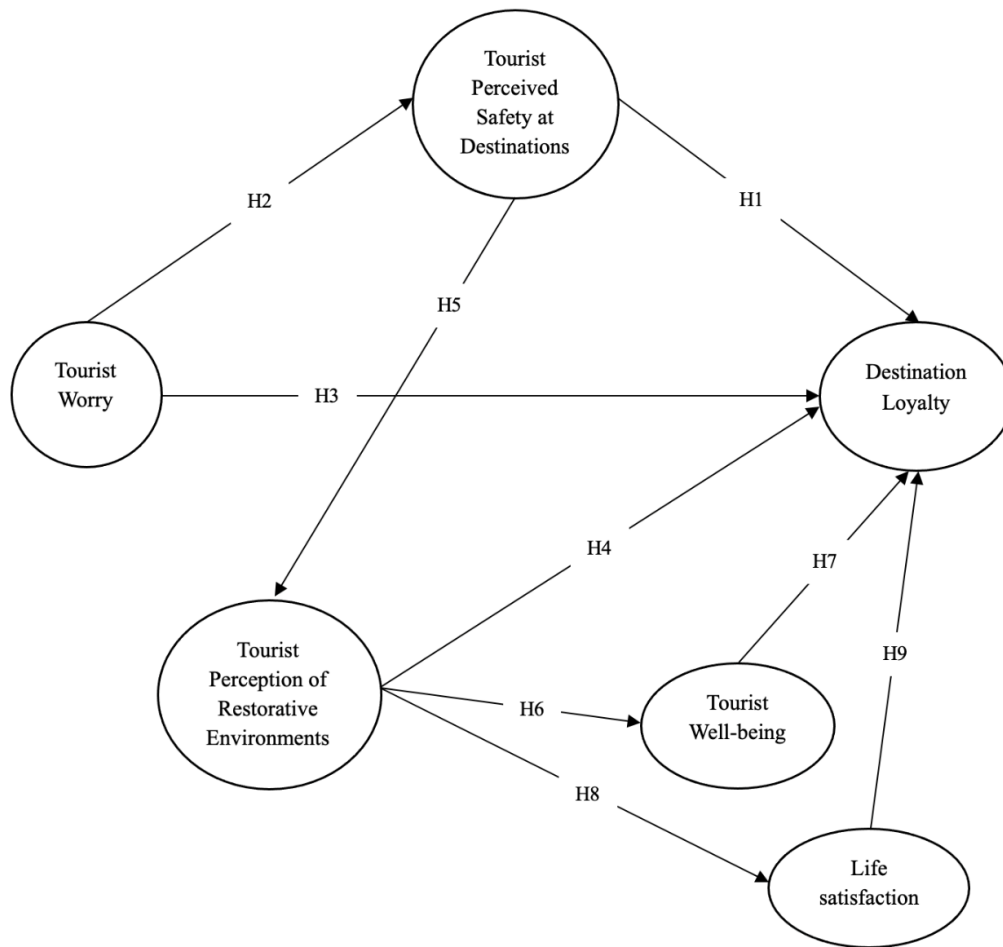 Tourist
Perceived
Safety at
Destinations
H2
H1
H5
Tourist
Worry
H3
Destination
Loyalty
H4
H7
Tourist
Perception of
Restorative
Environments
H9
H6
Tourist
Well-being
H8
Life
satisfaction